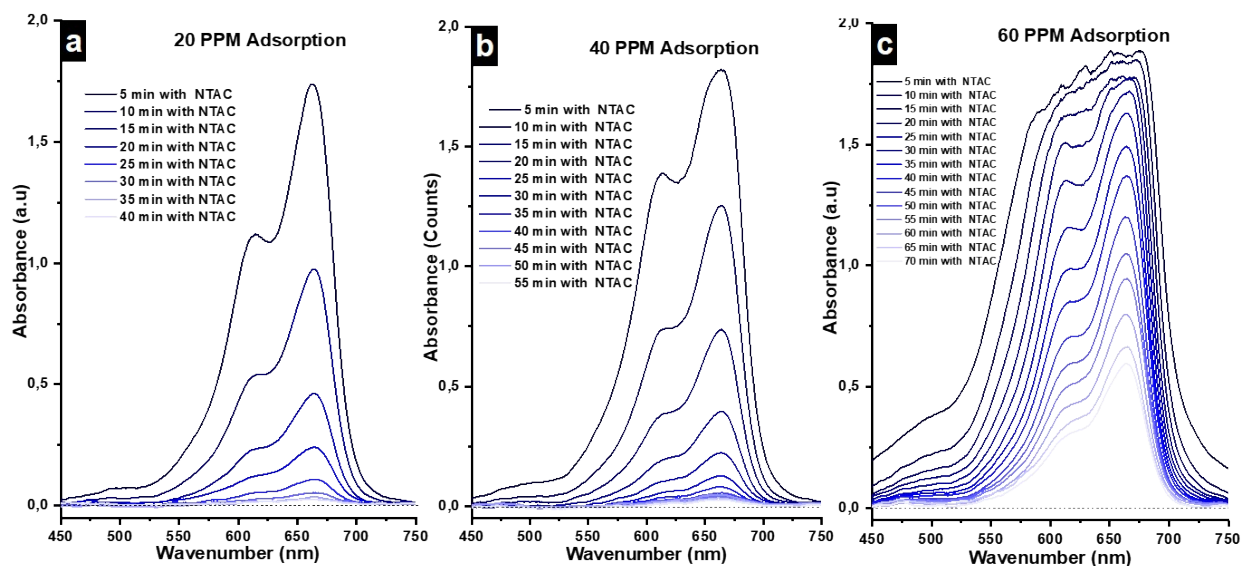 a
20 PPM Adsorption
5 min with NTAC
10 min with NTAC
15 min with NTAC
20 min with NTAC
25 min with NTAC
30 min with NTAC
35 min with NTAC
40 min with NTAC
2,0
1,5
1,0
0,5
0,0
Absorbance (a.u)
450 500 550 600 650 700 750
Wavenumber (nm)
b
40 PPM Adsorption
5 min with NTAC
10 min with NTAC
15 min with NTAC
20 min with NTAC
25 min with NTAC
30 min with NTAC
35 min with NTAC
40 min with NTAC
45 min with NTAC
50 min with NTAC
55 min with NTAC
2,0
1,5
1,0
0,5
0,0
Absorbance (Counts)
450 500 550 600 650 700 750
Wavenumber (nm)
c
60 PPM Adsorption
5 min with NTAC
10 min with NTAC
15 min with NTAC
20 min with NTAC
25 min with NTAC
30 min with NTAC
35 min with NTAC
40 min with NTAC
45 min with NTAC
50 min with NTAC
55 min with NTAC
60 min with NTAC
65 min with NTAC
70 min with NTAC
2,0
1,5
1,0
0,5
0,0
Absorbance (a.u)
450 500 550 600 650 700 750
Wavenumber (nm)